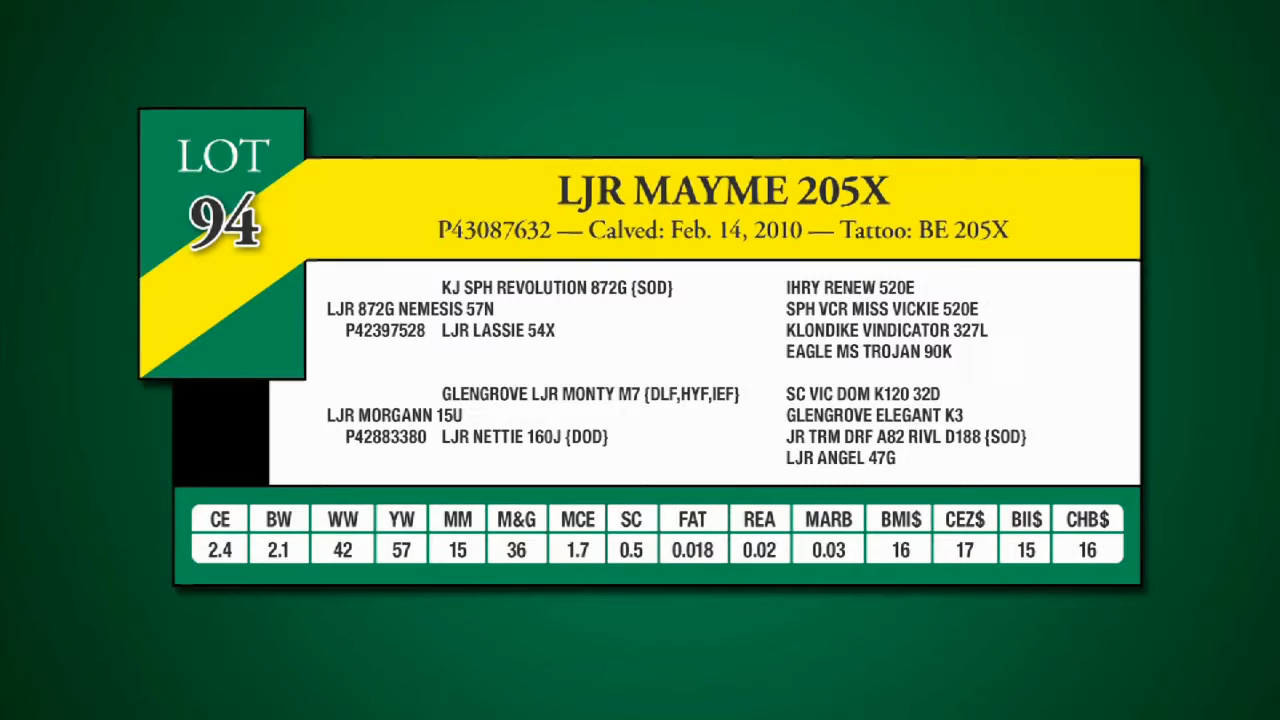 LOT
94
LJR MAYME 205X
P43087632 — Calved: Feb. 14, 2010 — Tattoo: BE 205X
KJ SPH REVOLUTION 872G {SOD}
LJR 872G NEMESIS 57N
P42397528 LJR LASSIE 54X
IHRY RENEW 520E
SPH VCR MISS VICKIE 520E
KLONDIKE VINDICATOR 327L
EAGLE MS TROJAN 90K
GLENGROVE LJR MONTY M7 {DLF,HYF,IEF}
LJR MORGANN 15U
P42883380 LJR NETTIE 160J {DOD}
SC VIC DOM K120 32D
GLENGROVE ELEGANT K3
JR TRM DRF A82 RIVL D188 {SOD}
LJR ANGEL 47G
CE BW WW YW MM M&G MCE SC FAT REA MARB BMI$ CEZ$ BII$ CHB$
2.4 2.1 42 57 15 36 1.7 0.5 0.018 0.02 0.03 16 17 15 16